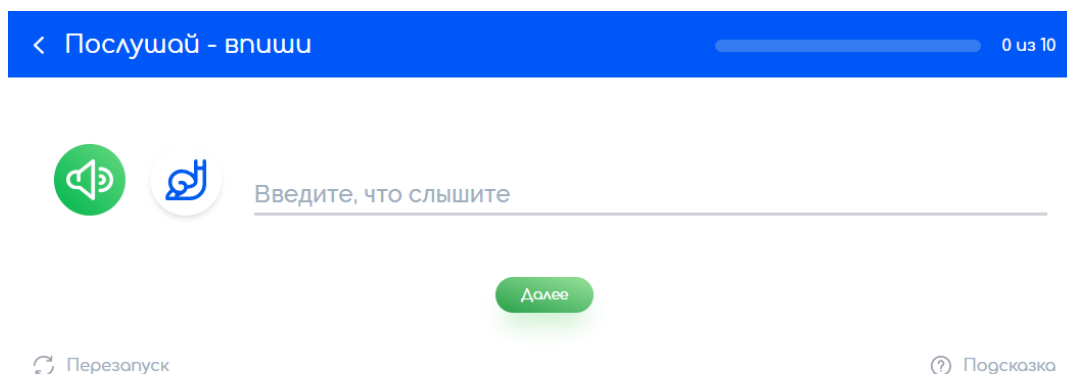 Послушай - впиши
0 из 10
Введите, что слышите
Далее
Перезапуск
Подсказка